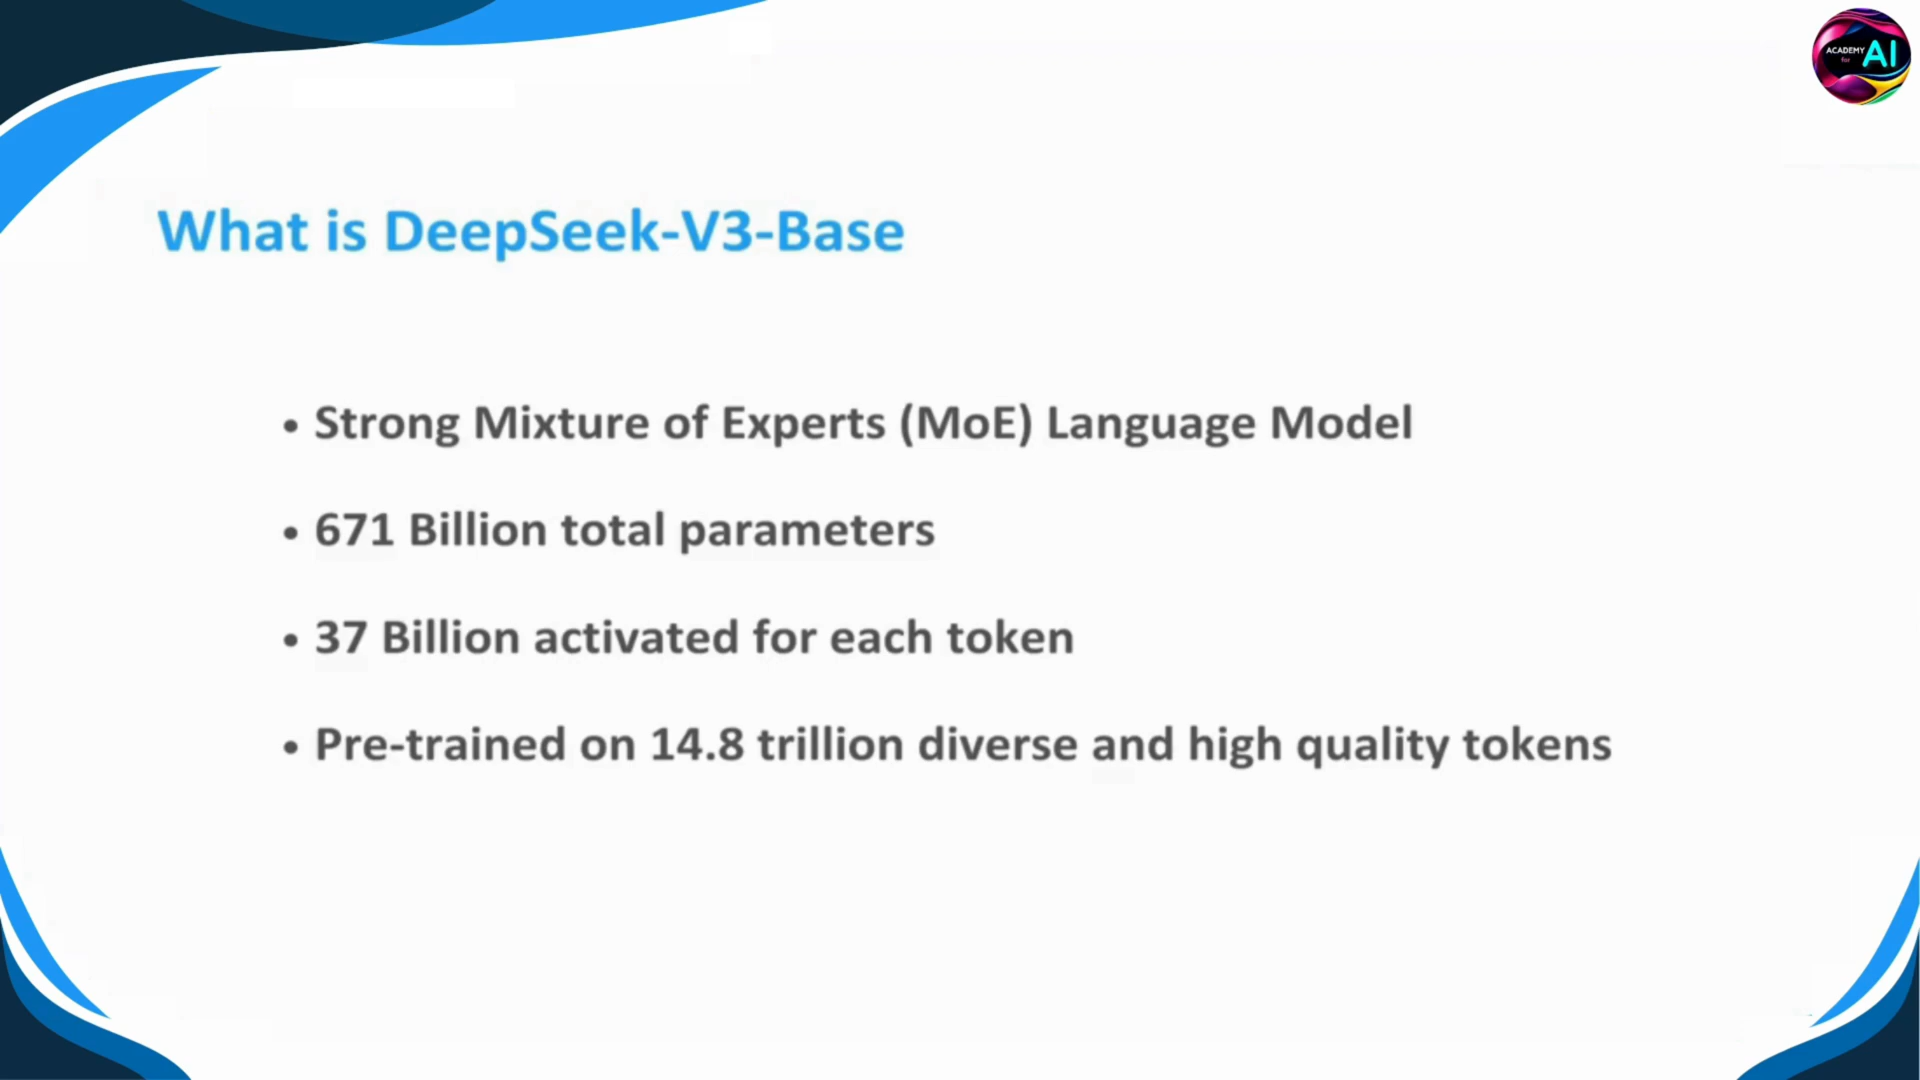 ACADEMY
for
AI
What is DeepSeek-V3-Base
• Strong Mixture of Experts (MoE) Language Model
• 671 Billion total parameters
• 37 Billion activated for each token
• Pre-trained on 14.8 trillion diverse and high quality tokens